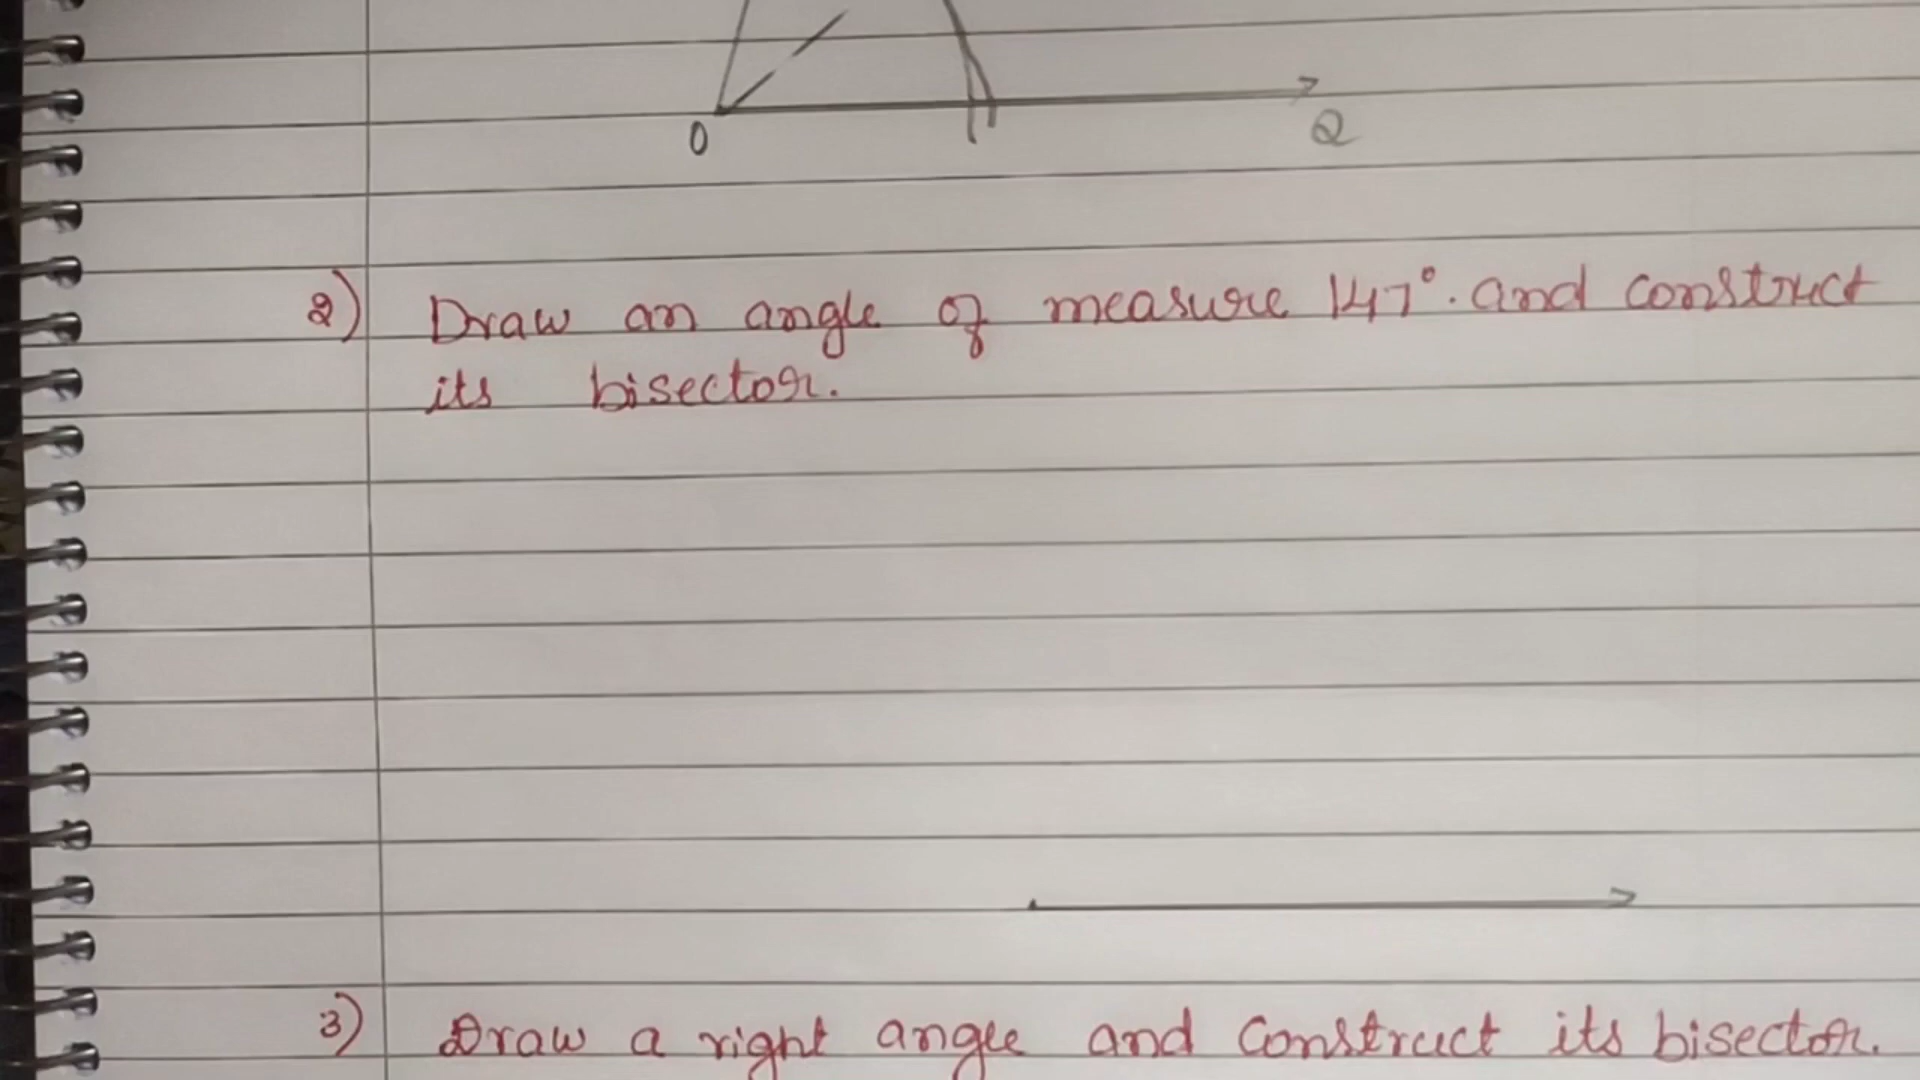 O
Q
2) Draw an angle of measure 147°. and construct
its bisector.
3) Draw a right angle and construct its bisector.